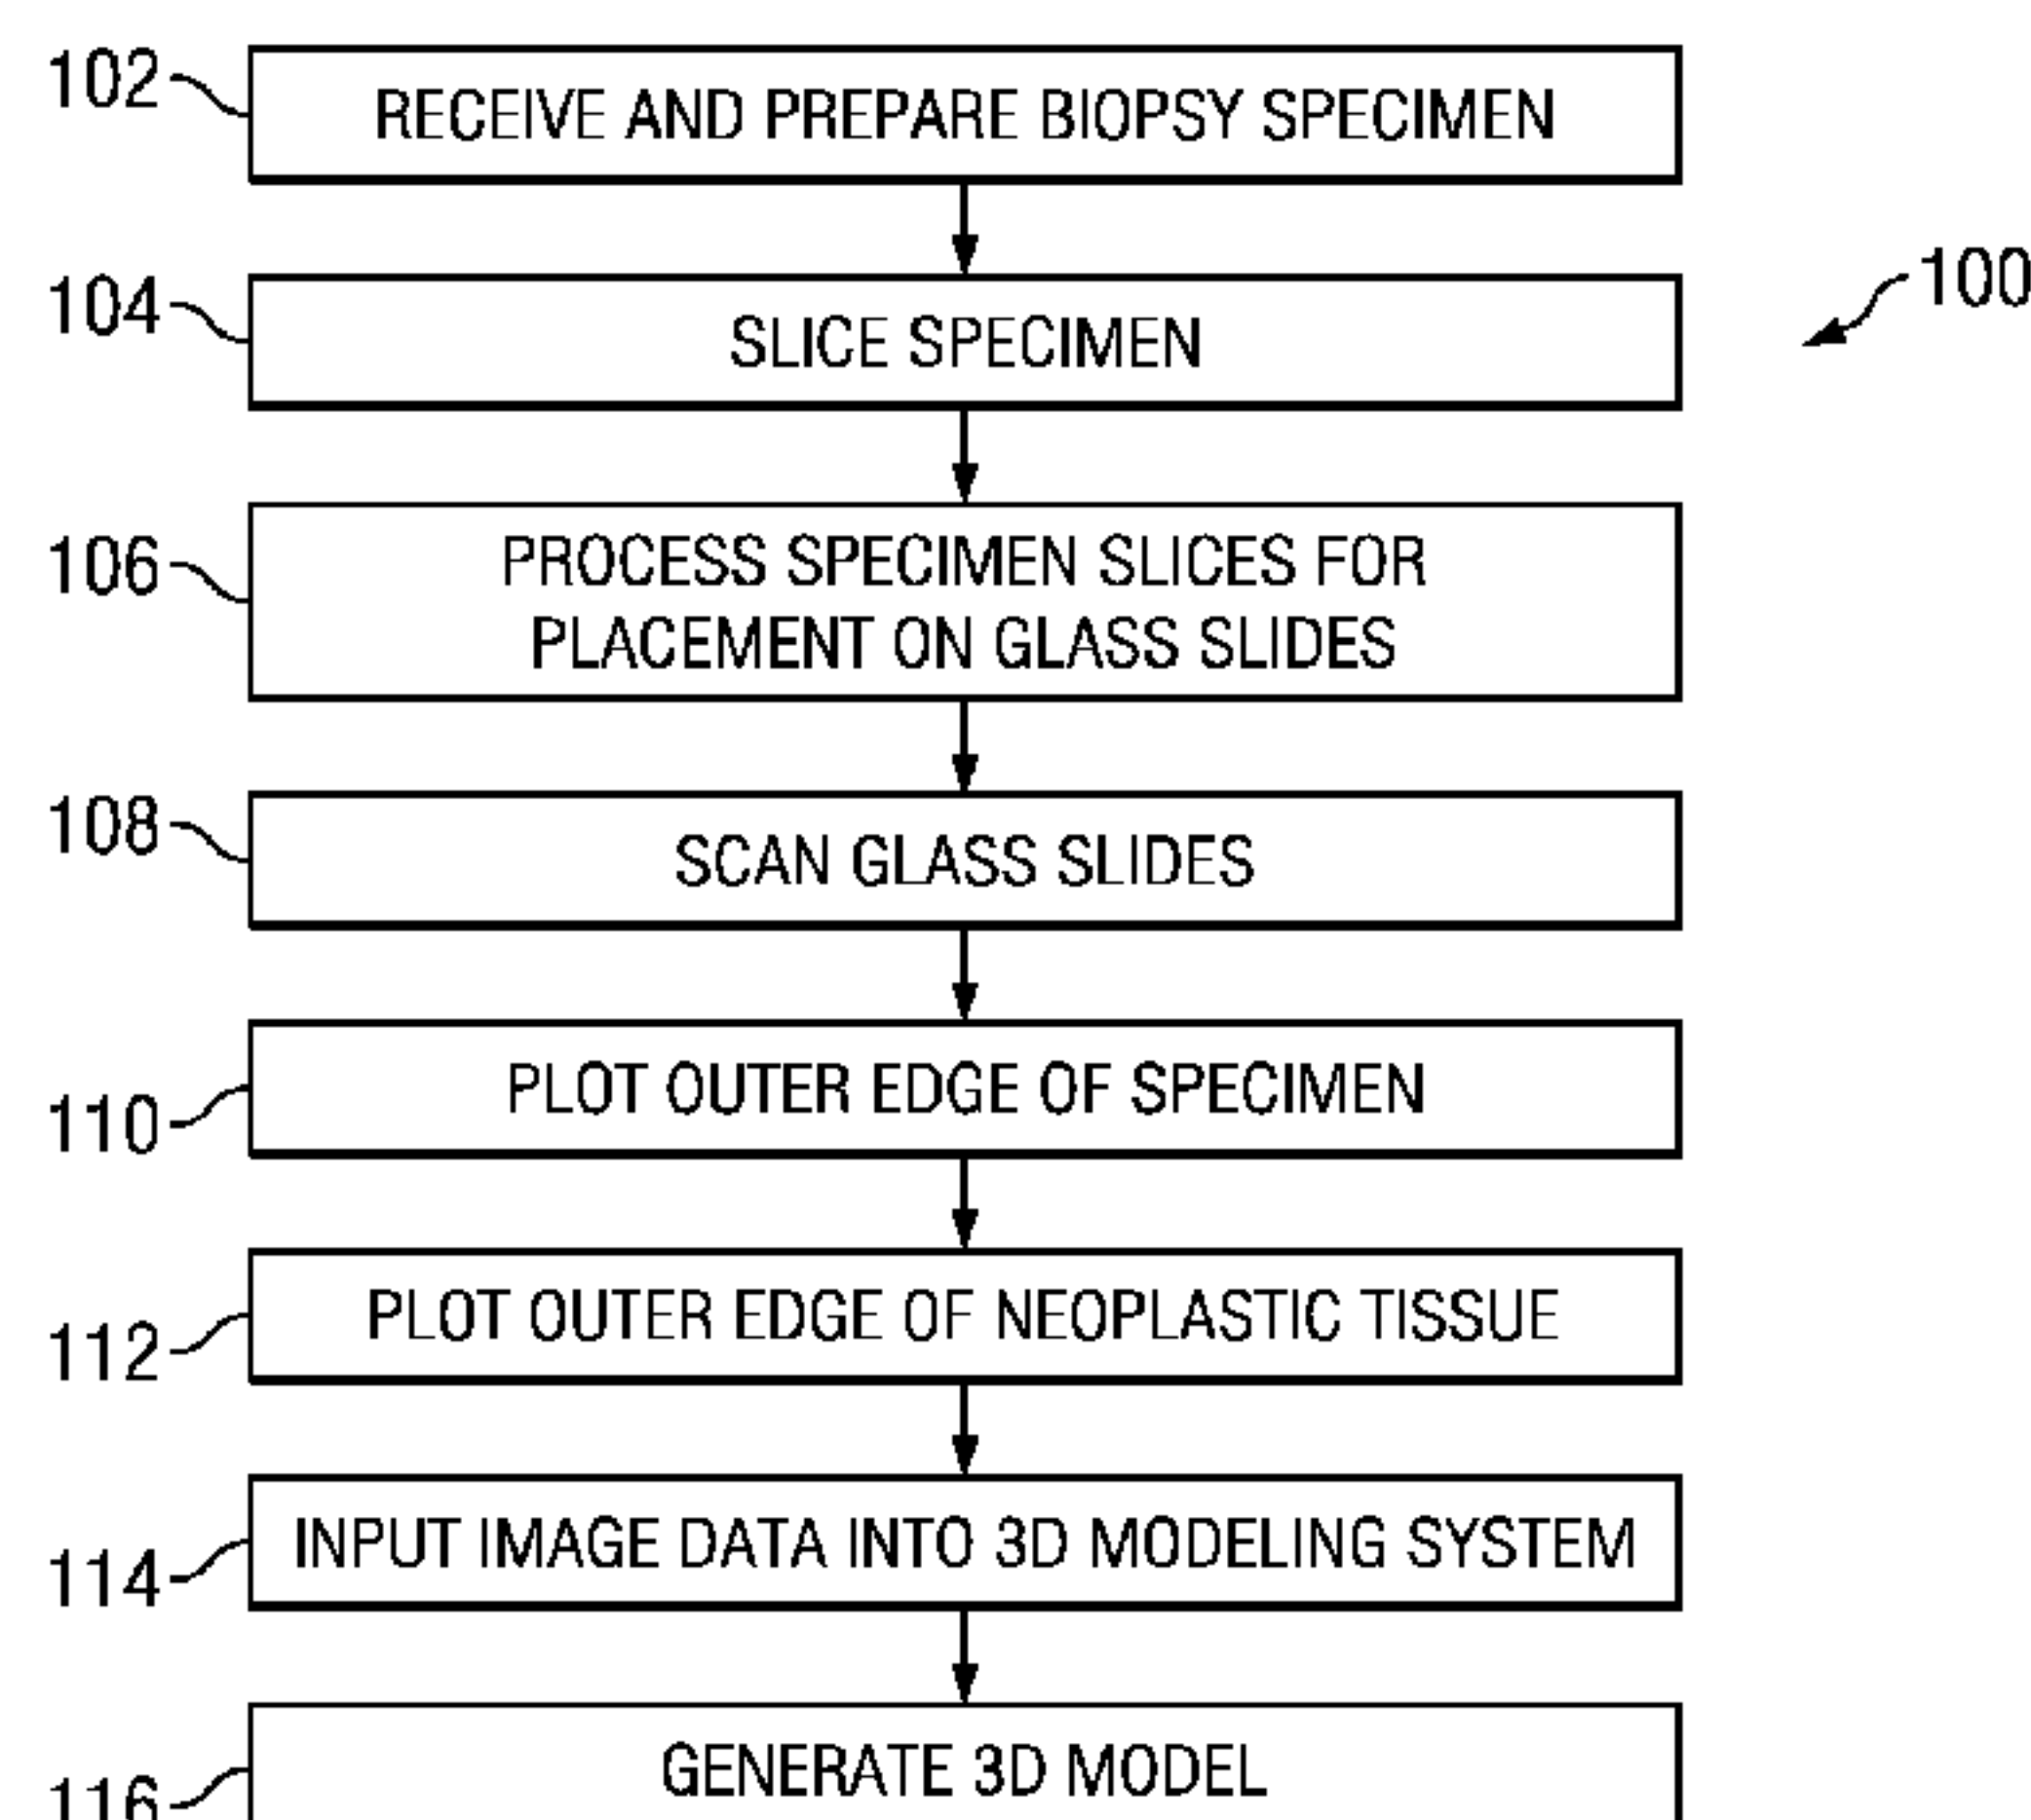 102
RECEIVE AND PREPARE BIOPSY SPECIMEN
100
104
SLICE SPECIMEN
106
PROCESS SPECIMEN SLICES FOR
PLACEMENT ON GLASS SLIDES
108
SCAN GLASS SLIDES
110
PLOT OUTER EDGE OF SPECIMEN
112
PLOT OUTER EDGE OF NEOPLASTIC TISSUE
114
INPUT IMAGE DATA INTO 3D MODELING SYSTEM
116
GENERATE 3D MODEL